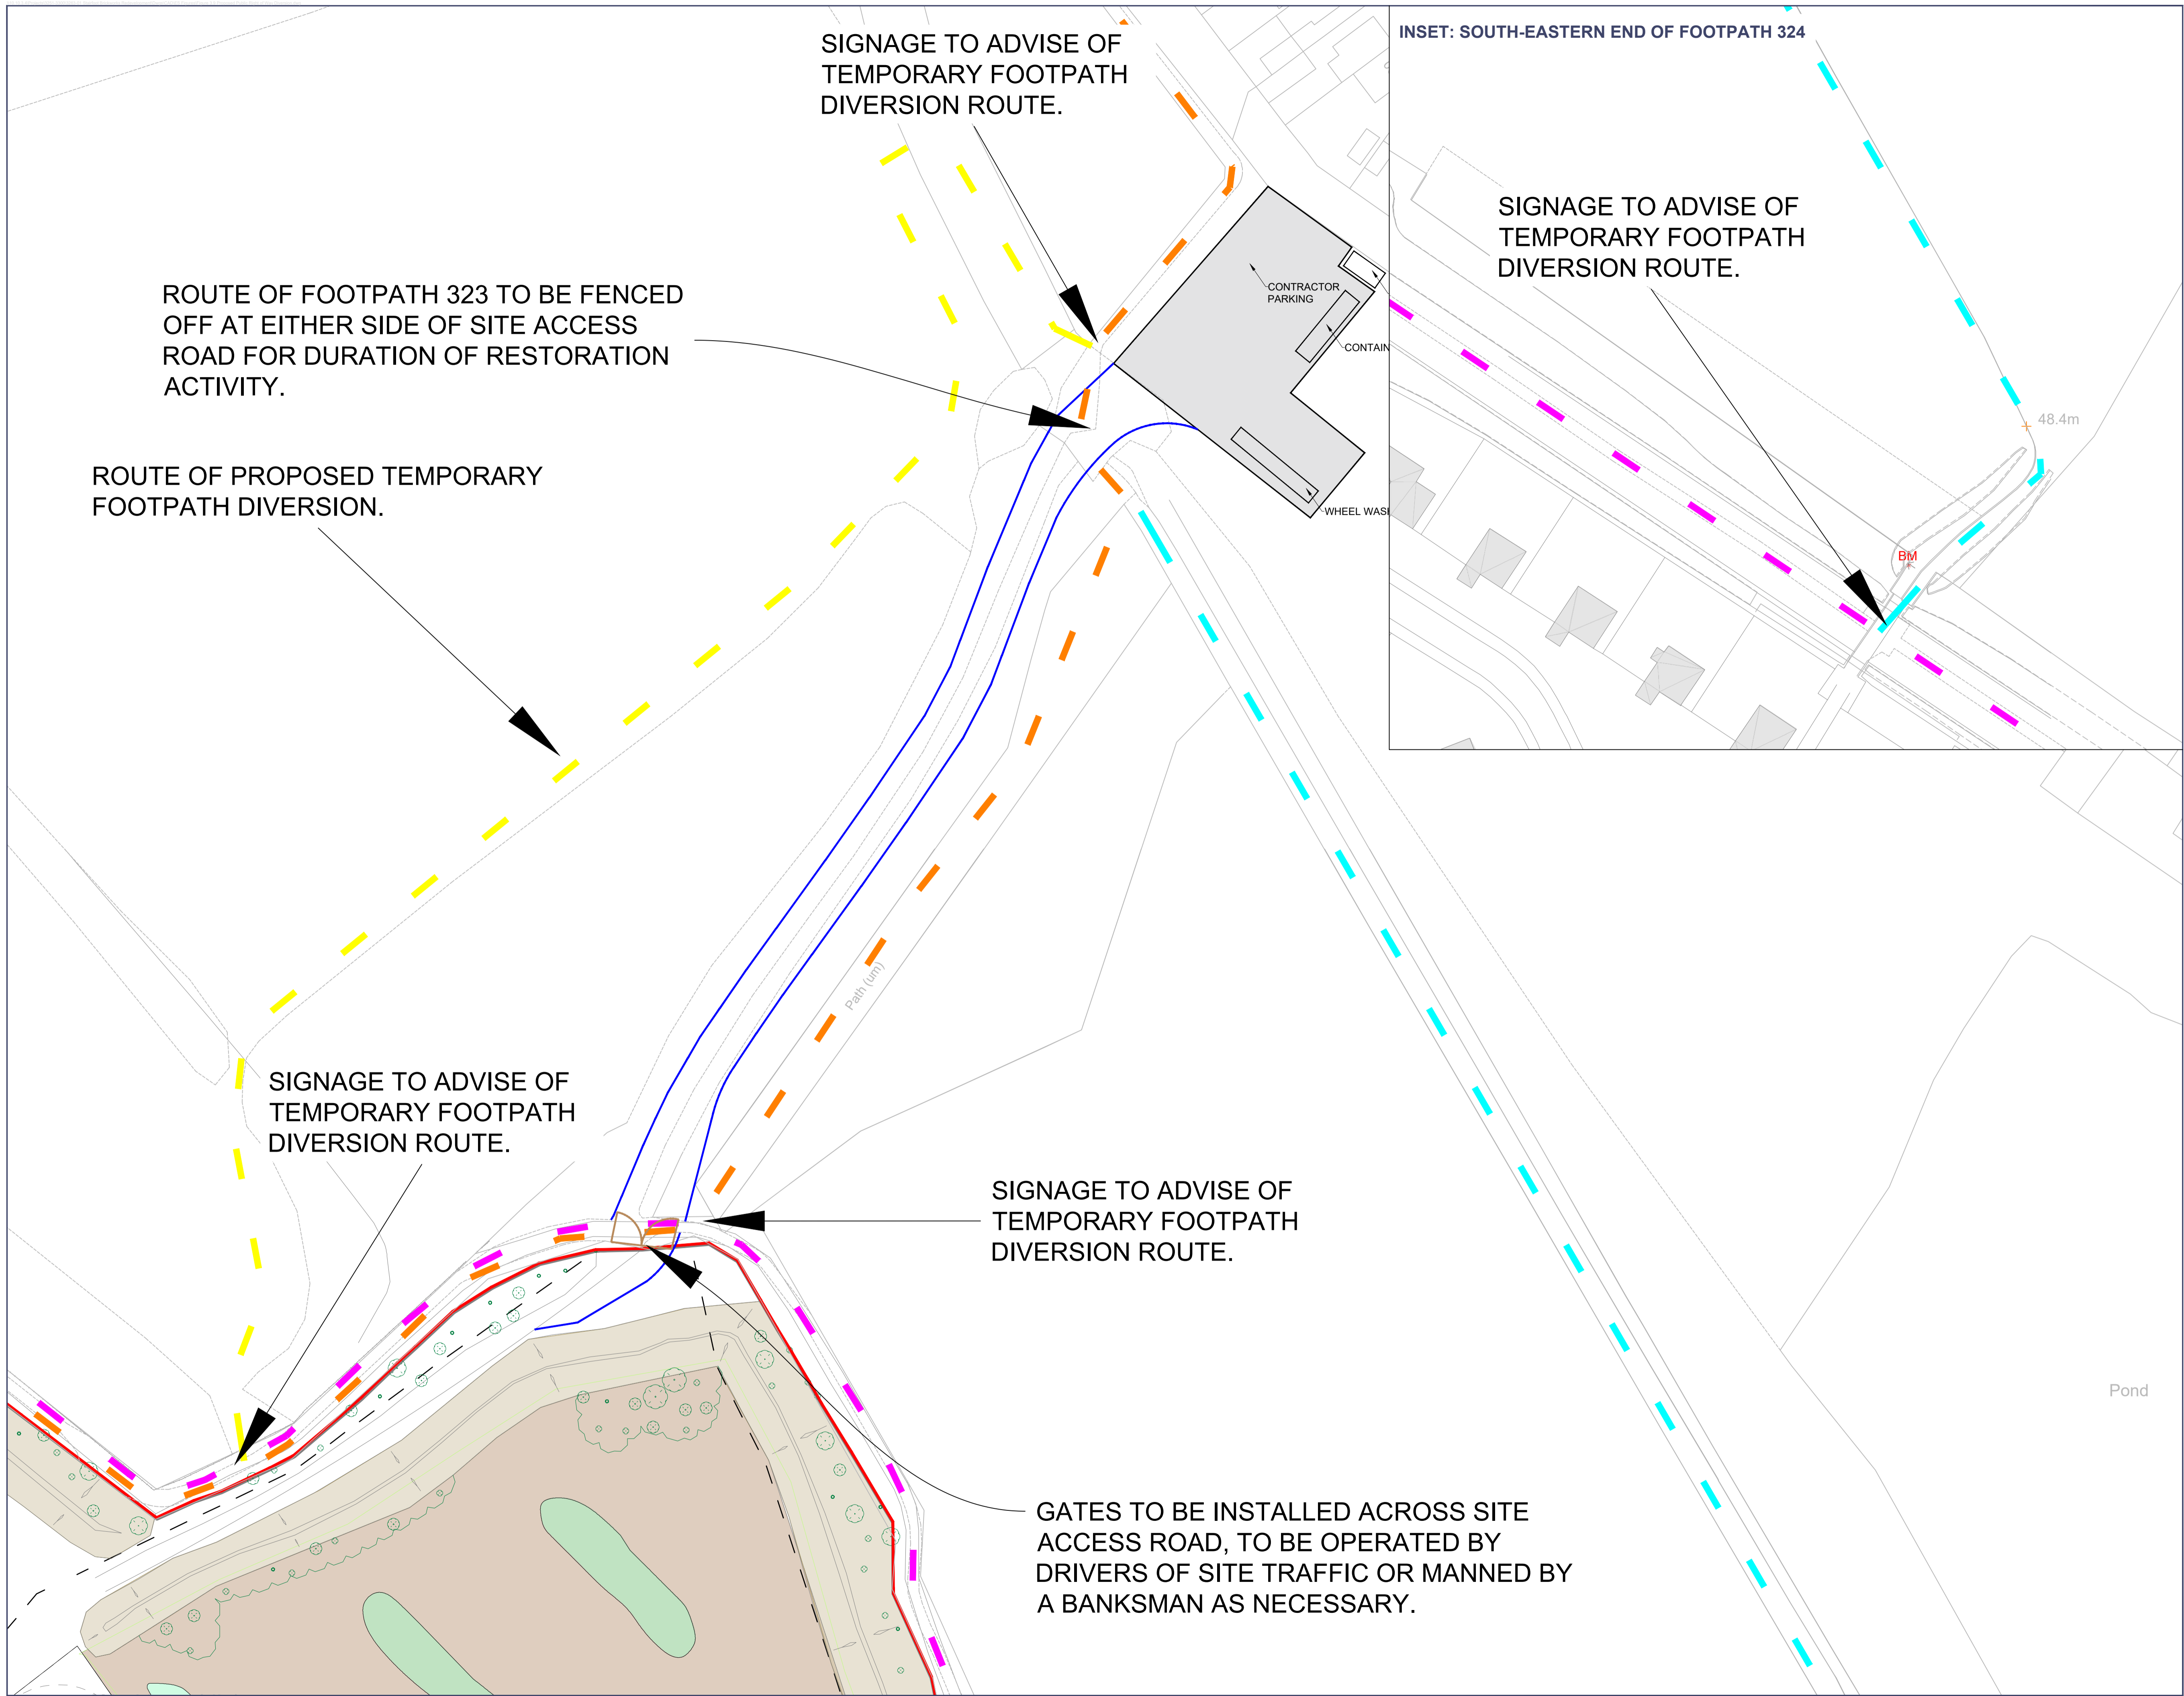 SIGNAGE TO ADVISE OF
TEMPORARY FOOTPATH
DIVERSION ROUTE.
INSET: SOUTH-EASTERN END OF FOOTPATH 324
SIGNAGE TO ADVISE OF
TEMPORARY FOOTPATH
DIVERSION ROUTE.
ROUTE OF FOOTPATH 323 TO BE FENCED
OFF AT EITHER SIDE OF SITE ACCESS
ROAD FOR DURATION OF RESTORATION
ACTIVITY.
CONTRACTOR
PARKING
CONTAIN
48.4m
ROUTE OF PROPOSED TEMPORARY
FOOTPATH DIVERSION.
WHEEL WASH
BM
Path (um)
SIGNAGE TO ADVISE OF
TEMPORARY FOOTPATH
DIVERSION ROUTE.
SIGNAGE TO ADVISE OF
TEMPORARY FOOTPATH
DIVERSION ROUTE.
Pond
GATES TO BE INSTALLED ACROSS SITE
ACCESS ROAD, TO BE OPERATED BY
DRIVERS OF SITE TRAFFIC OR MANNED BY
A BANKSMAN AS NECESSARY.